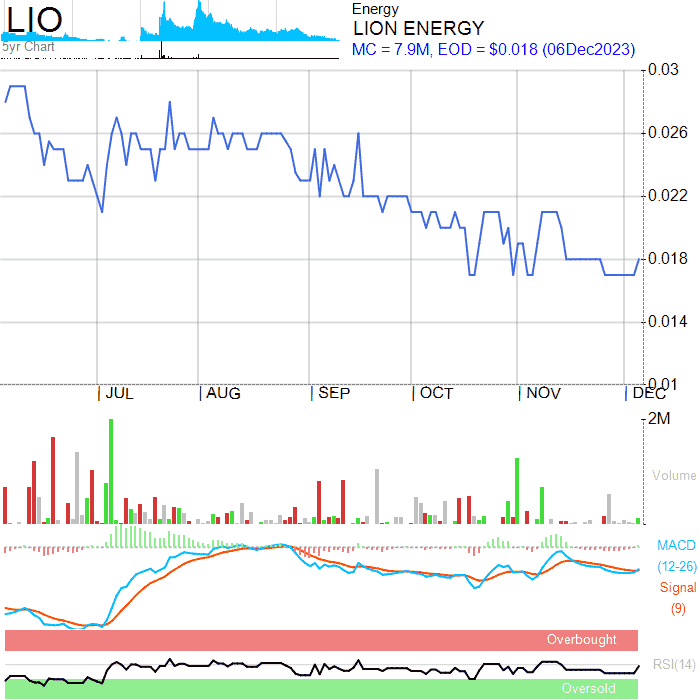 LIO
5yr Chart
Energy
LION ENERGY
MC = 7.9M, EOD = $0.018 (06Dec2023)
0.03
0.026
0.022
0.018
0.014
0.01
JUL AUG SEP OCT NOV DEC
2M
Volume
MACD
(12-26)
Signal
(9)
Overbought
RSI(14)
Oversold